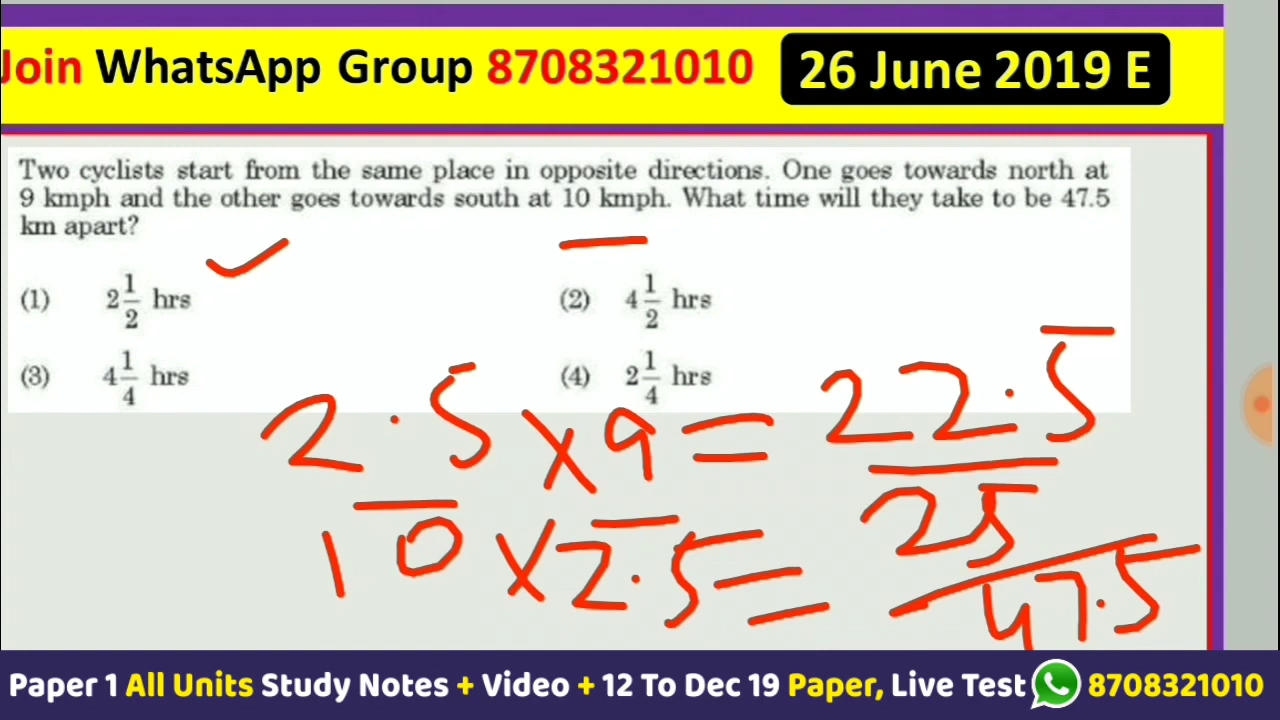 Join WhatsApp Group 8708321010 26 June 2019 E
Two cyclists start from the same place in opposite directions. One goes towards north at
9 kmph and the other goes towards south at 10 kmph. What time will they take to be 47.5
km apart?
(1) 2 1/2 hrs (2) 4 1/2 hrs
(3) 4 1/4 hrs (4) 2 1/4 hrs
2.5 × 9 = 22.5
10 × 2.5 = 25
47.5
Paper 1 All Units Study Notes + Video + 12 To Dec 19 Paper, Live Test 8708321010